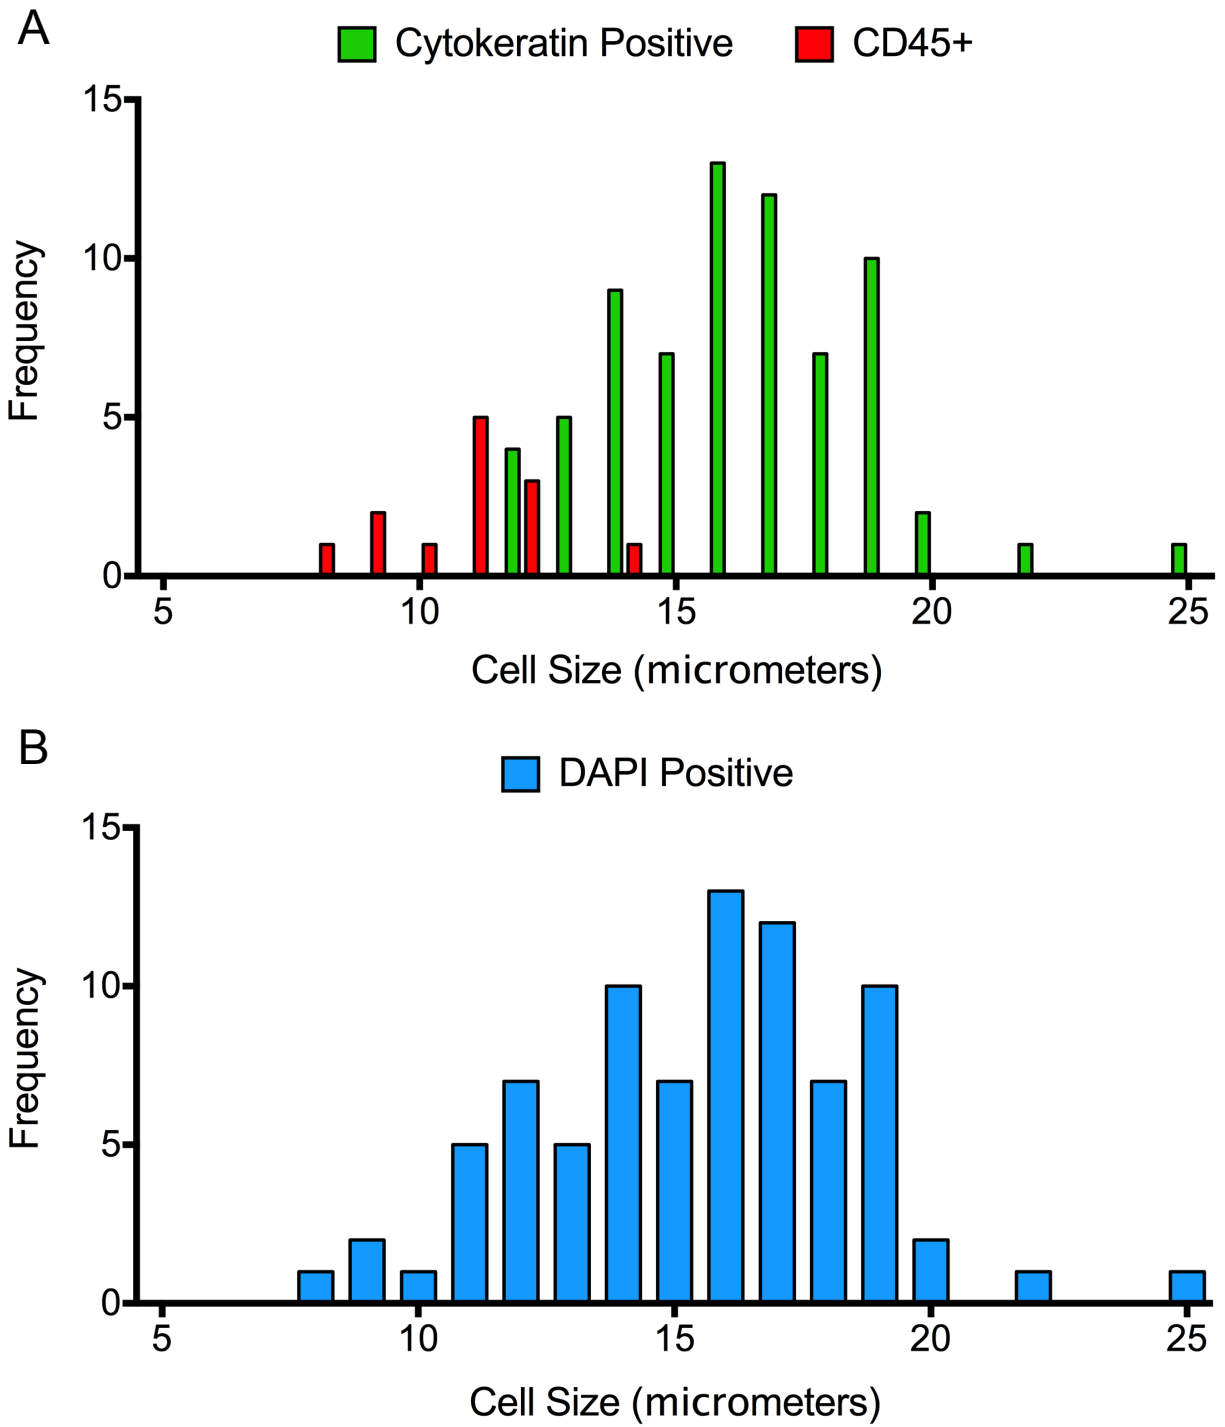 A
Cytokeratin Positive CD45+
15
10
5
0
Frequency
5 10 15 20 25
Cell Size (micrometers)
B
DAPI Positive
15
10
5
0
Frequency
5 10 15 20 25
Cell Size (micrometers)